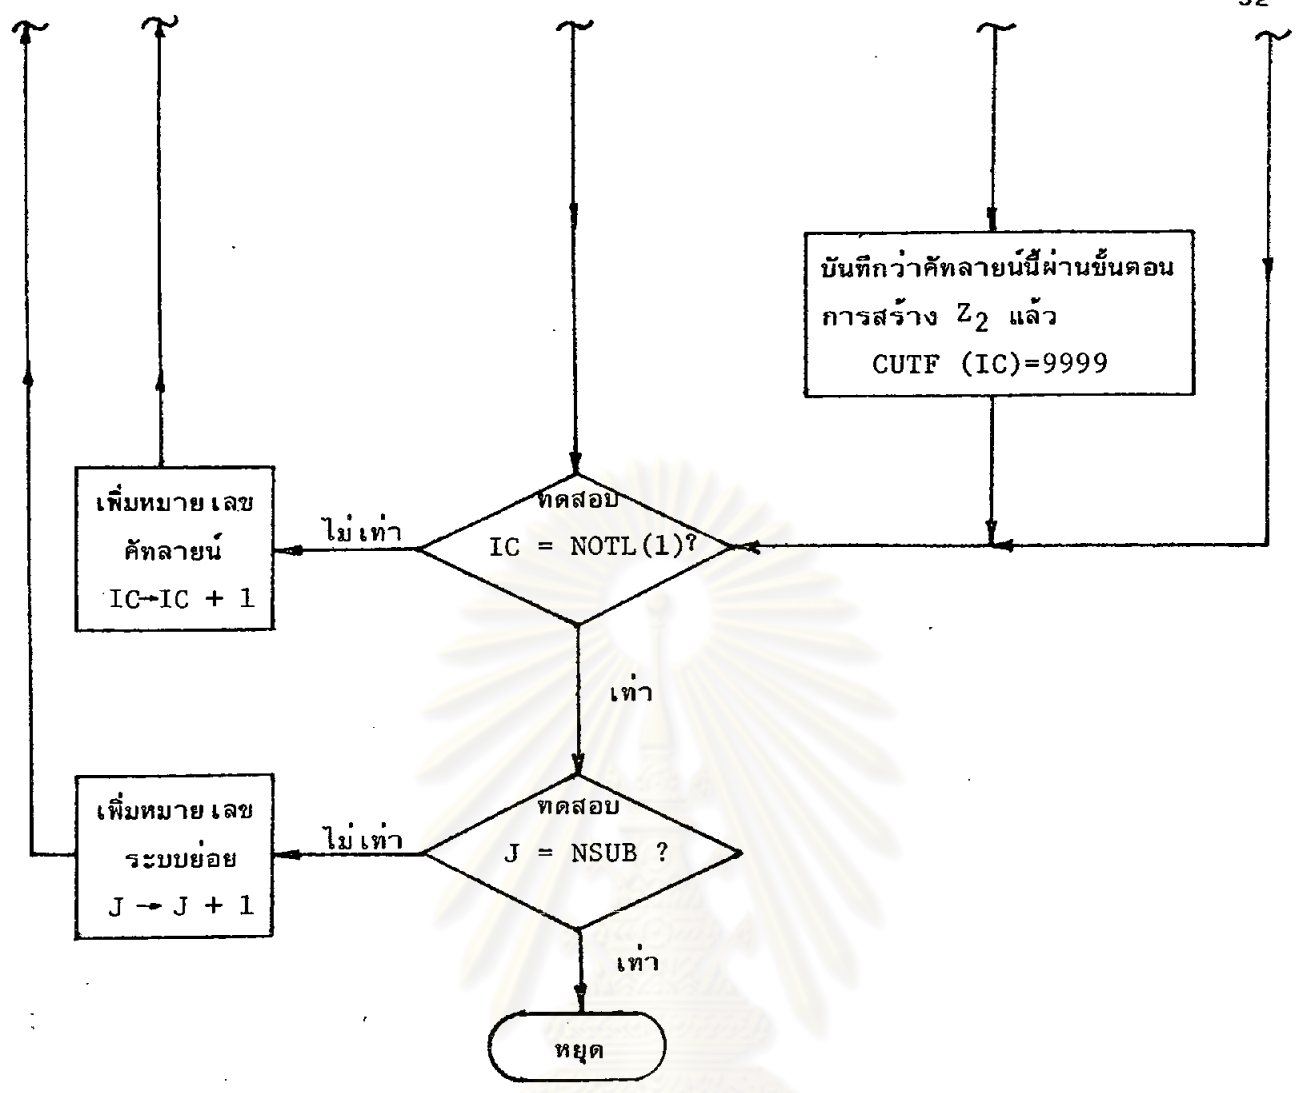 บันทึกว่าคัทลายน์นี้ผ่านขั้นตอน
การสร้าง Z2 แล้ว
CUTF (IC)=9999
เพิ่มหมายเลข
คัทลายน์
IC→IC + 1
ไม่เท่า
ทดสอบ
IC = NOTL(1)?
เท่า
เพิ่มหมายเลข
ระบบย่อย
J → J + 1
ไม่เท่า
ทดสอบ
J = NSUB ?
เท่า
หยุด